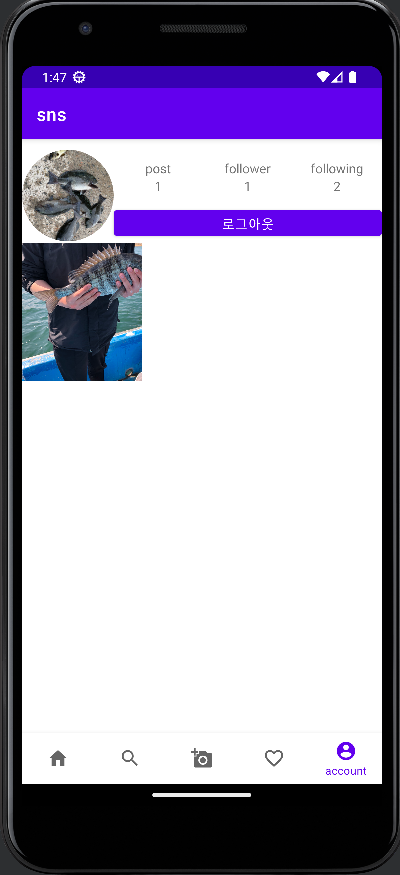 1:47
sns
post follower following
1 1 2
로그아웃
account